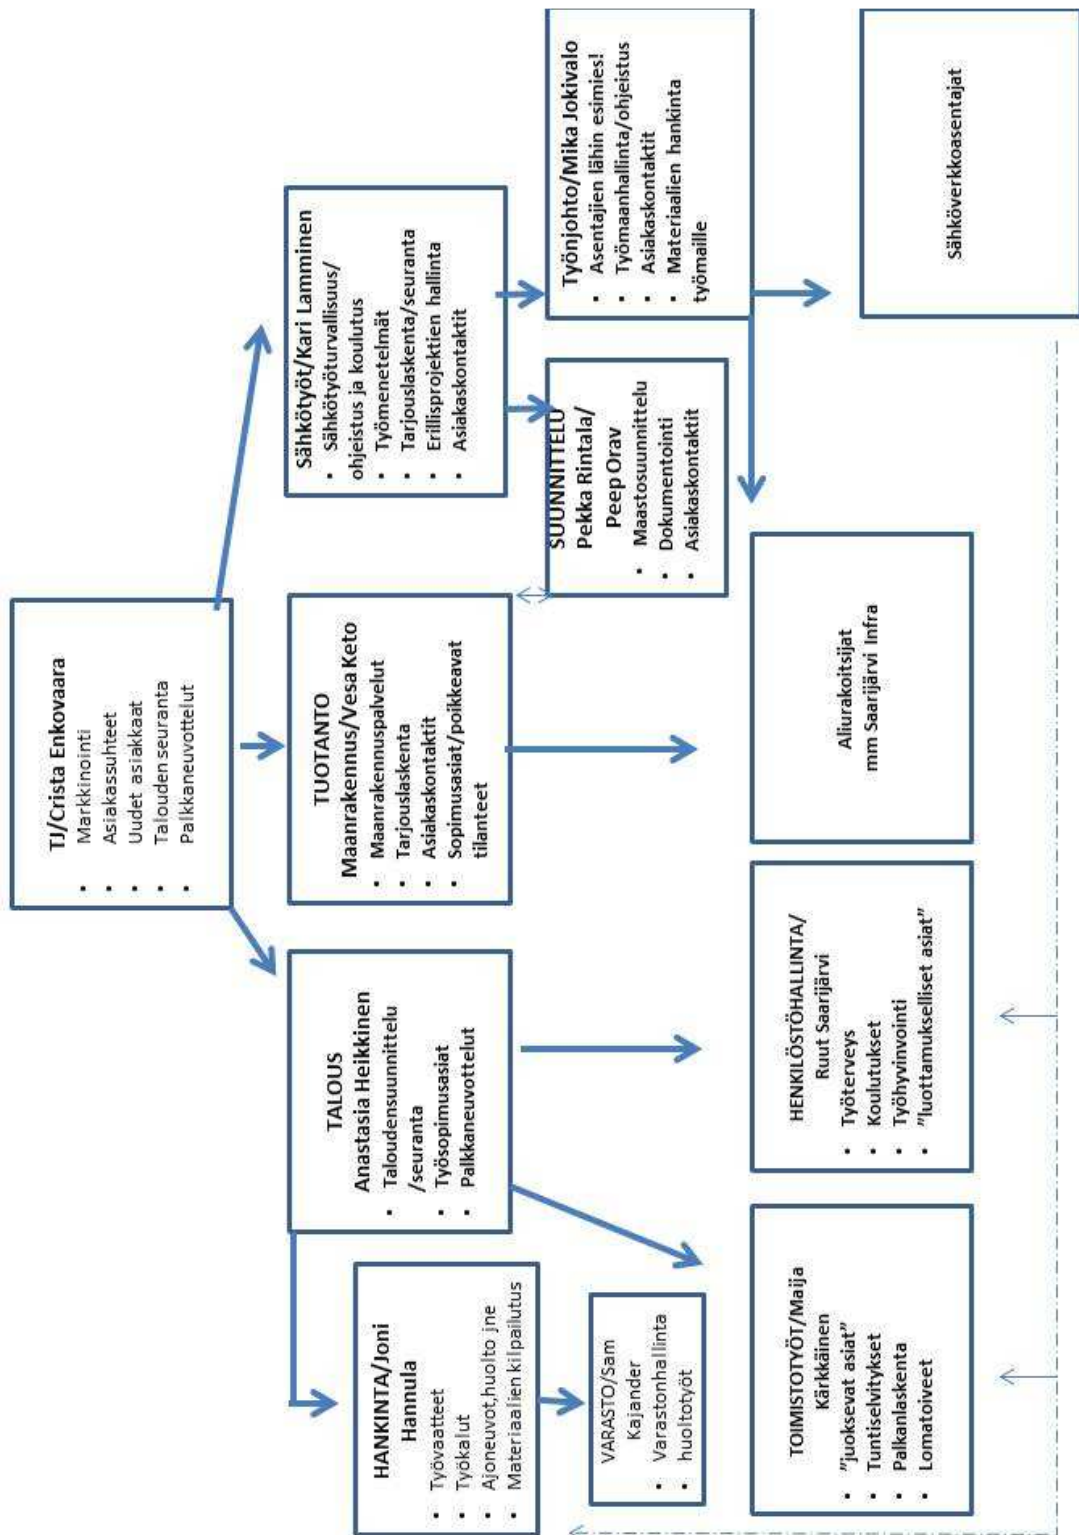 TJ/Crista Enkovaara
• Markkinointi
• Asiakassuhteet
• Uudet asiakkaat
• Talouden seuranta
• Palkkaneuvottelut
HANKINTA/Joni
Hannula
• Työvaatteet
• Työkalut
• Ajoneuvot,huolto jne
• Materiaalien kilpailutus
TALOUS
Anastasia Heikkinen
• Taloudensuunnittelu
/seuranta
• Työsopimusasiat
• Palkkaneuvottelut
TUOTANTO
Maanrakennus/Vesa Keto
• Maanrakennuspalvelut
• Tarjouslaskenta
• Asiakaskontaktit
• Sopimusasiat/poikkeavat
tilanteet
Sähkötyöt/Kari Lamminen
• Sähkötyöturvallisuus/
ohjeistus ja koulutus
• Työmenetelmät
• Tarjouslaskenta/seuranta
• Erillisprojektien hallinta
• Asiakaskontaktit
VARASTO/Sam
Kajander
• Varastonhallinta
• huoltotyöt
SUUNNITTELU
Pekka Rintala/
Peep Orav
• Maastosuunnittelu
• Dokumentointi
• Asiakaskontaktit
Työnjohto/Mika Jokivalo
• Asentajien lähin esimies!
• Työmaanhallinta/ohjeistus
• Asiakaskontaktit
• Materiaalien hankinta
työmaille
TOIMISTOTYÖT/Maija
Kärkkäinen
• "juoksevat asiat"
• Tuntiselvitykset
• Palkanlaskenta
• Lomatoiveet
HENKILÖSTÖHALLINTA/
Ruut Saarijärvi
• Työterveys
• Koulutukset
• Työhyvinvointi
• "luottamukselliset asiat"
Aliurakoitsijat
mm Saarijärvi Infra
Sähköverkkoasentajat